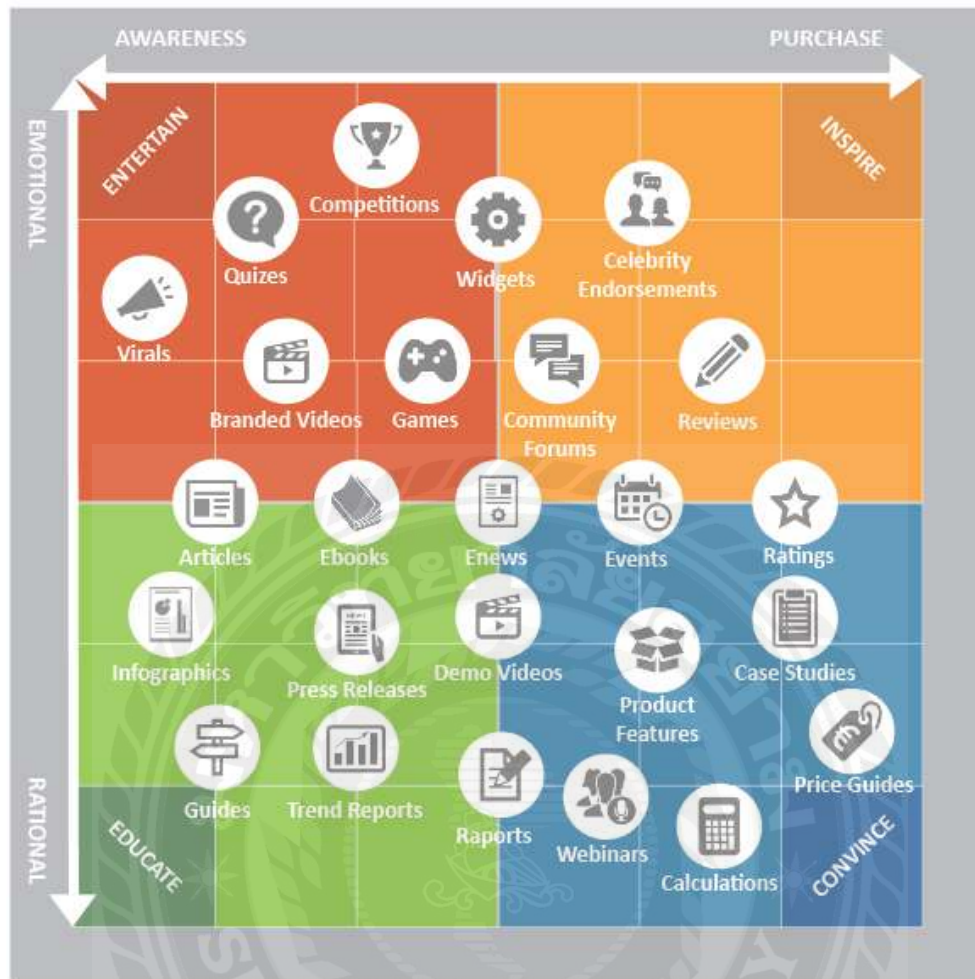 AWARENESS
PURCHASE
EMOTIONAL
ENTERTAIN
INSPIRE
Competitions
Quizes
Widgets
Celebrity
Endorsements
Virals
Branded Videos
Games
Community
Forums
Reviews
Articles
Ebooks
Enews
Events
Ratings
Infographics
Press Releases
Demo Videos
Product
Features
Case Studies
Guides
Trend Reports
Raports
Webinars
Calculations
Price Guides
RATIONAL
EDUCATE
CONVINCE